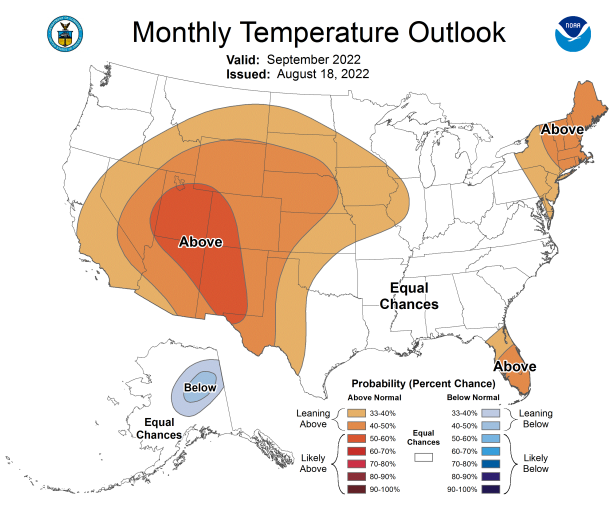 Monthly Temperature Outlook
NOAA
Valid: September 2022
Issued: August 18, 2022
Above
Above
Equal
Chances
Above
Below
Equal
Chances
Probability (Percent Chance)
Above Normal
Below Normal
Leaning
Above
33-40%
40-50%
Likely
Above
50-60%
60-70%
70-80%
80-90%
90-100%
Equal
Chances
33-40%
40-50%
Leaning
Below
50-60%
60-70%
70-80%
80-90%
90-100%
Likely
Below